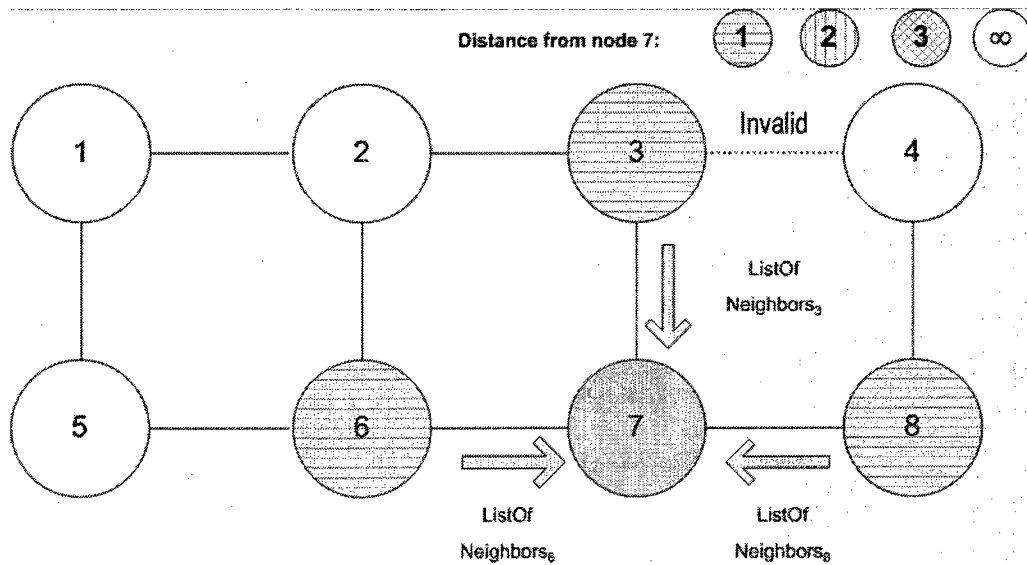 Distance from node 7: 1 2 3 ∞
1 2 3 Invalid 4
ListOf
Neighbors₃
5 6 7 8
ListOf
Neighbors₆
ListOf
Neighbors₈